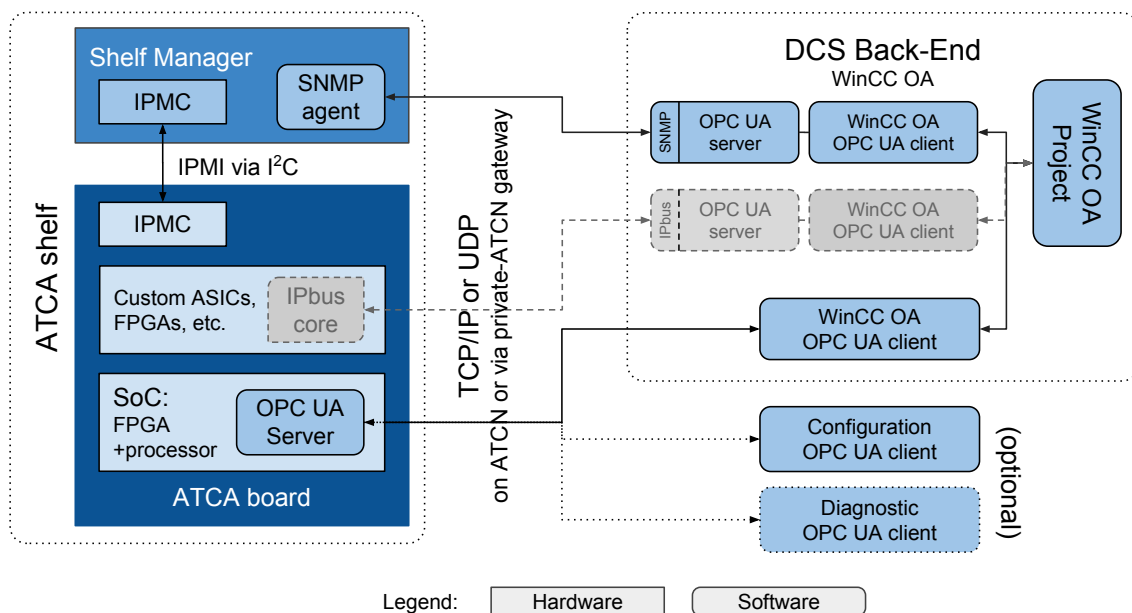 ATCA shelf
Shelf Manager
IPMC
SNMP
agent
IPMI via I²C
IPMC
Custom ASICs,
FPGAs, etc.
IPbus
core
SoC:
FPGA
+processor
OPC UA
Server
ATCA board
TCP/IP or UDP
on ATCN or via private-ATCN gateway
DCS Back-End
WinCC OA
SNMP
OPC UA
server
WinCC OA
OPC UA client
WinCC OA
Project
IPbus
OPC UA
server
WinCC OA
OPC UA client
WinCC OA
OPC UA client
Configuration
OPC UA client
Diagnostic
OPC UA client
(optional)
Legend:
Hardware
Software